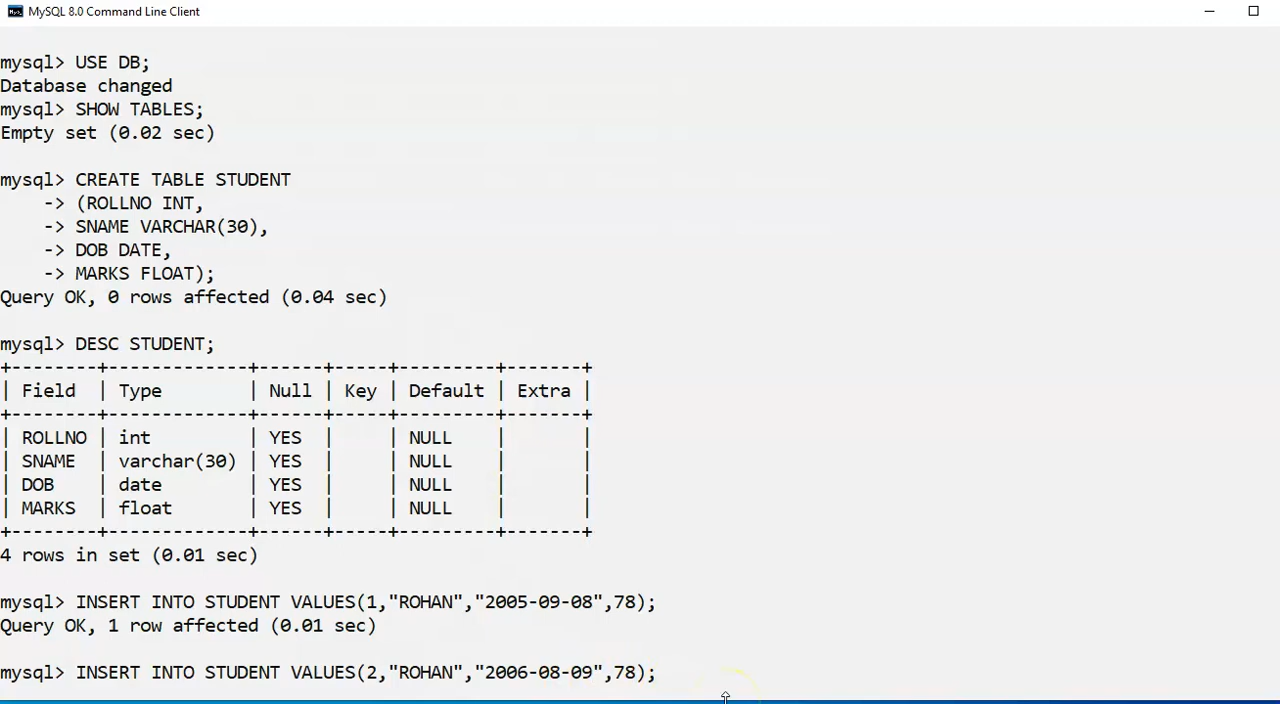 MySQL 8.0 Command Line Client
mysql> USE DB;
Database changed
mysql> SHOW TABLES;
Empty set (0.02 sec)
mysql> CREATE TABLE STUDENT
    -> (ROLLNO INT,
    -> SNAME VARCHAR(30),
    -> DOB DATE,
    -> MARKS FLOAT);
Query OK, 0 rows affected (0.04 sec)
mysql> DESC STUDENT;
+--------+-------------+------+-----+---------+-------+
| Field  | Type        | Null | Key | Default | Extra |
+--------+-------------+------+-----+---------+-------+
| ROLLNO | int         | YES  |     | NULL    |       |
| SNAME  | varchar(30) | YES  |     | NULL    |       |
| DOB    | date        | YES  |     | NULL    |       |
| MARKS  | float       | YES  |     | NULL    |       |
+--------+-------------+------+-----+---------+-------+
4 rows in set (0.01 sec)
mysql> INSERT INTO STUDENT VALUES(1,"ROHAN","2005-09-08",78);
Query OK, 1 row affected (0.01 sec)
mysql> INSERT INTO STUDENT VALUES(2,"ROHAN","2006-08-09",78);